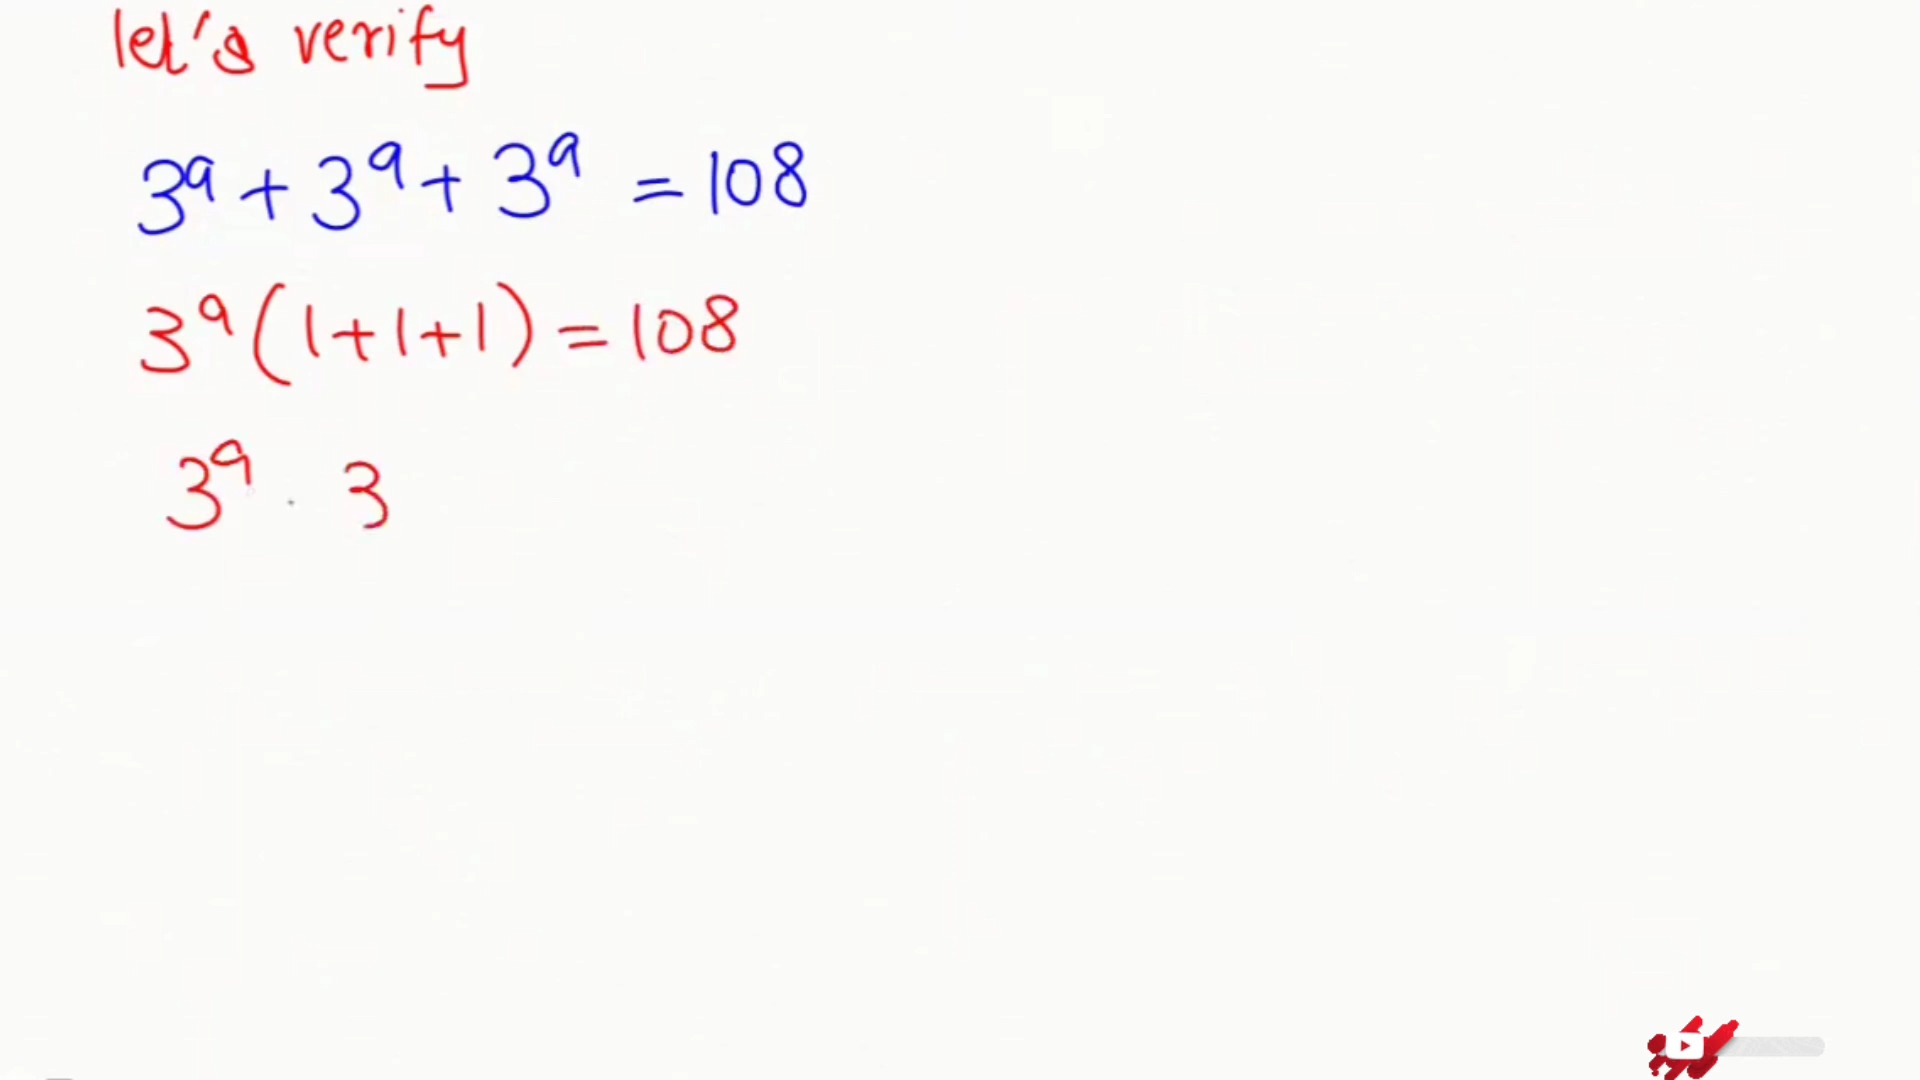 let's verify
3^a + 3^a + 3^a = 108
3^a (1+1+1) = 108
3^a . 3